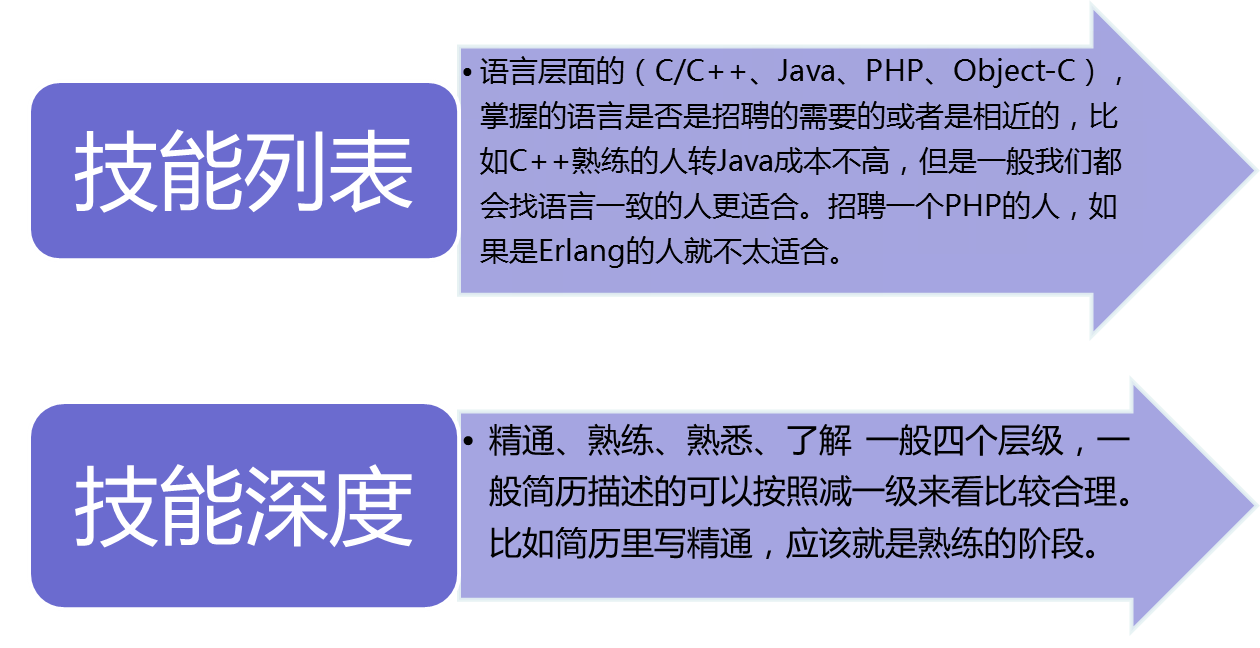 技能列表
• 语言层面的（C/C++、Java、PHP、Object-C），
掌握的语言是否是招聘的需要的或者是相近的，比
如C++熟练的人转Java成本不高，但是一般我们都
会找语言一致的人更适合。招聘一个PHP的人，如
果是Erlang的人就不太适合。
技能深度
• 精通、熟练、熟悉、了解 一般四个层级，一
般简历描述的可以按照减一级来看比较合理。
比如简历里写精通，应该就是熟练的阶段。